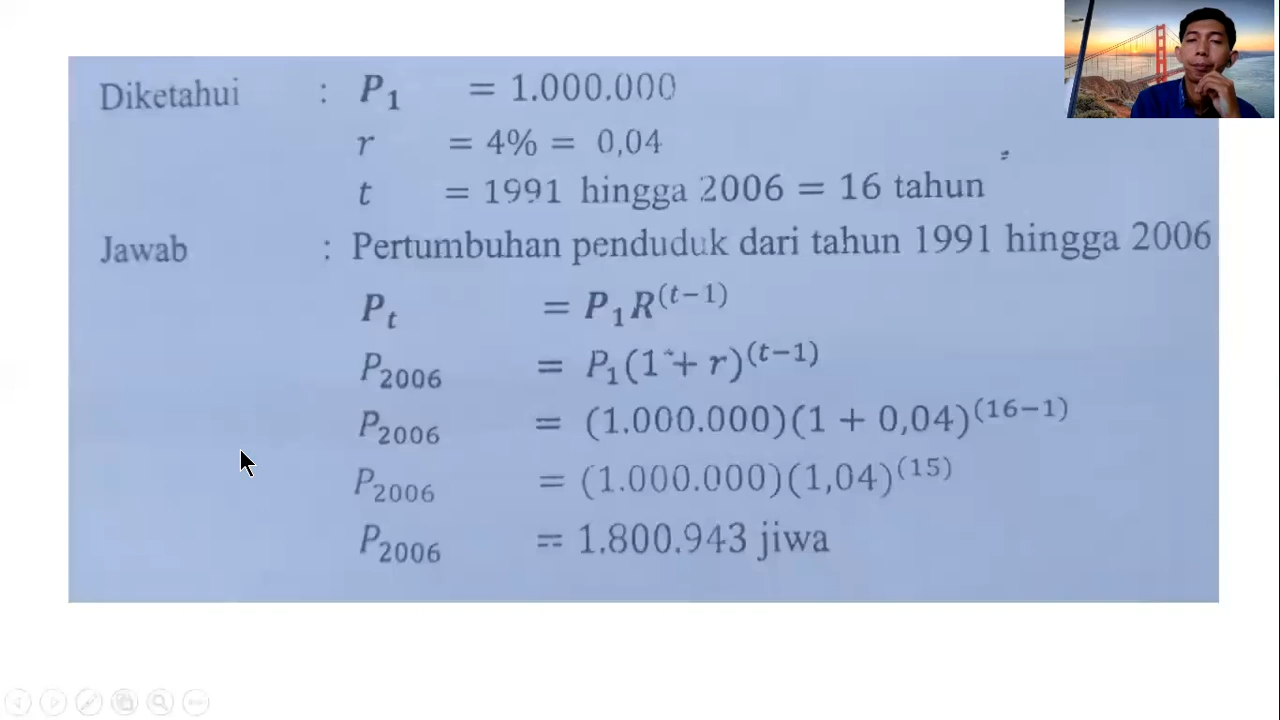 Diketahui : P₁ = 1.000.000
r = 4% = 0,04
t = 1991 hingga 2006 = 16 tahun
Jawab : Pertumbuhan penduduk dari tahun 1991 hingga 2006
Pₜ = P₁R⁽ᵗ⁻¹⁾
P₂₀₀₆ = P₁(1 + r)⁽ᵗ⁻¹⁾
P₂₀₀₆ = (1.000.000)(1 + 0,04)⁽¹⁶⁻¹⁾
P₂₀₀₆ = (1.000.000)(1,04)⁽¹⁵⁾
P₂₀₀₆ = 1.800.943 jiwa